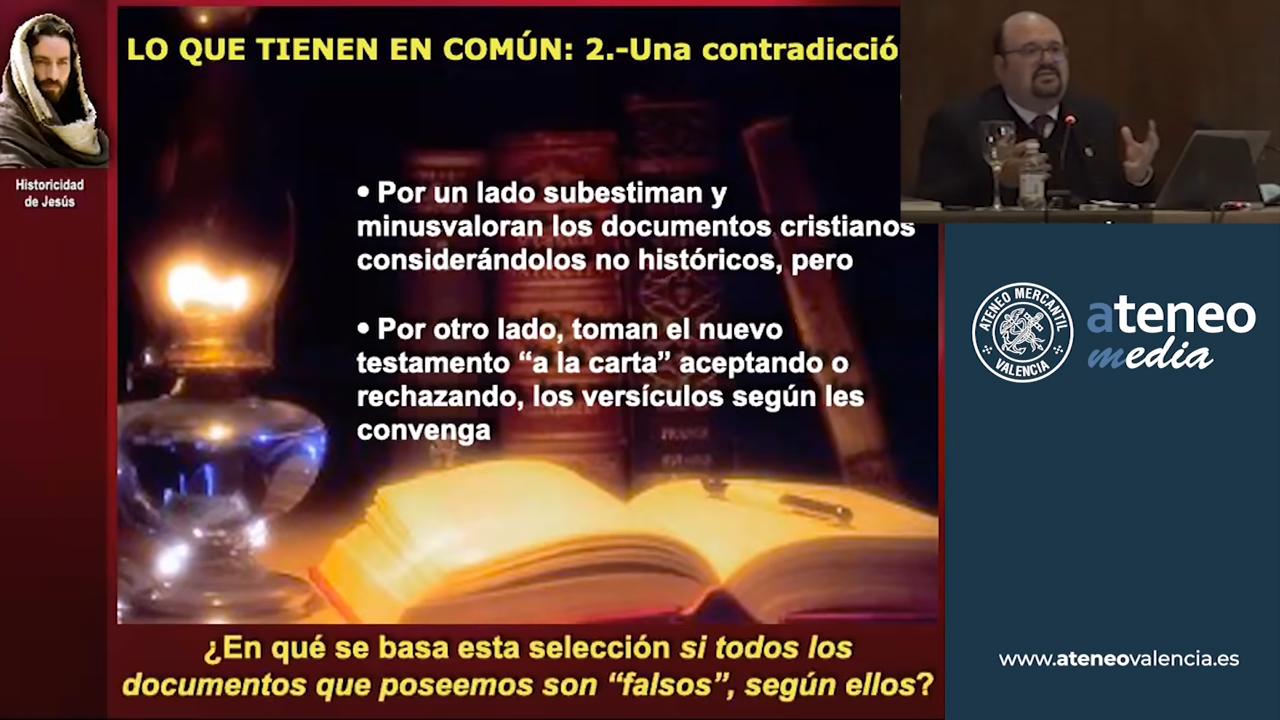 LO QUE TIENEN EN COMÚN: 2.-Una contradicció
Historicidad
de Jesús
• Por un lado subestiman y
minusvaloran los documentos cristianos
considerándolos no históricos, pero
• Por otro lado, toman el nuevo
testamento “a la carta” aceptando o
rechazando, los versículos según les
convenga
¿En qué se basa esta selección si todos los
documentos que poseemos son “falsos”, según ellos?
ATENEO MERCANTIL
VALENCIA
ateneo
media
www.ateneovalencia.es